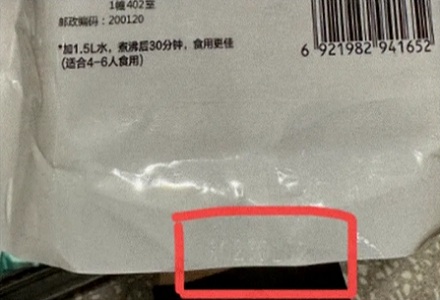 1幢402室
邮政编码：200120
*加1.5L水，煮沸后30分钟，食用更佳
（适合4-6人食用）
6 921982 941652